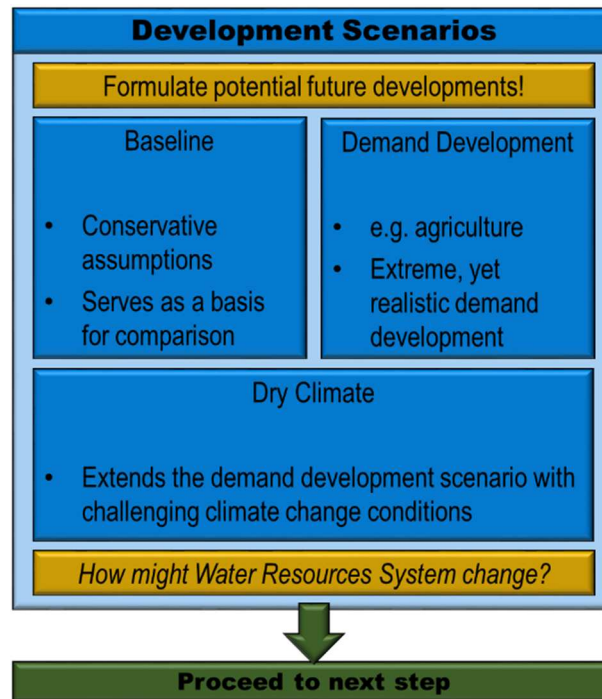 Development Scenarios
Formulate potential future developments!
Baseline
• Conservative
assumptions
• Serves as a basis
for comparison
Demand Development
• e.g. agriculture
• Extreme, yet
realistic demand
development
Dry Climate
• Extends the demand development scenario with
challenging climate change conditions
How might Water Resources System change?
Proceed to next step